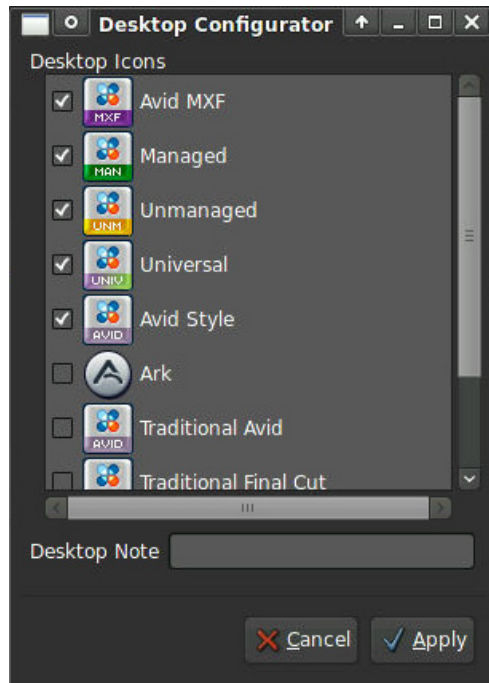 Desktop Configurator
Desktop Icons
MXF
Avid MXF
MAN
Managed
UNM
Unmanaged
UNIV
Universal
AVID
Avid Style
Ark
AVID
Traditional Avid
Traditional Final Cut
Desktop Note
Cancel
Apply